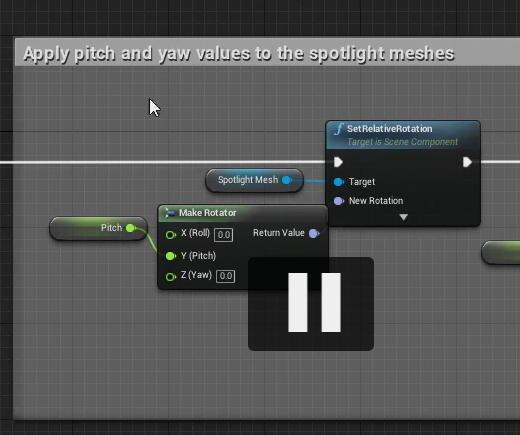 Apply pitch and yaw values to the spotlight meshes
SetRelativeRotation
Target is Scene Component
Spotlight Mesh
Target
New Rotation
Make Rotator
Pitch
X (Roll) 0.0
Return Value
Y (Pitch)
Z (Yaw) 0.0